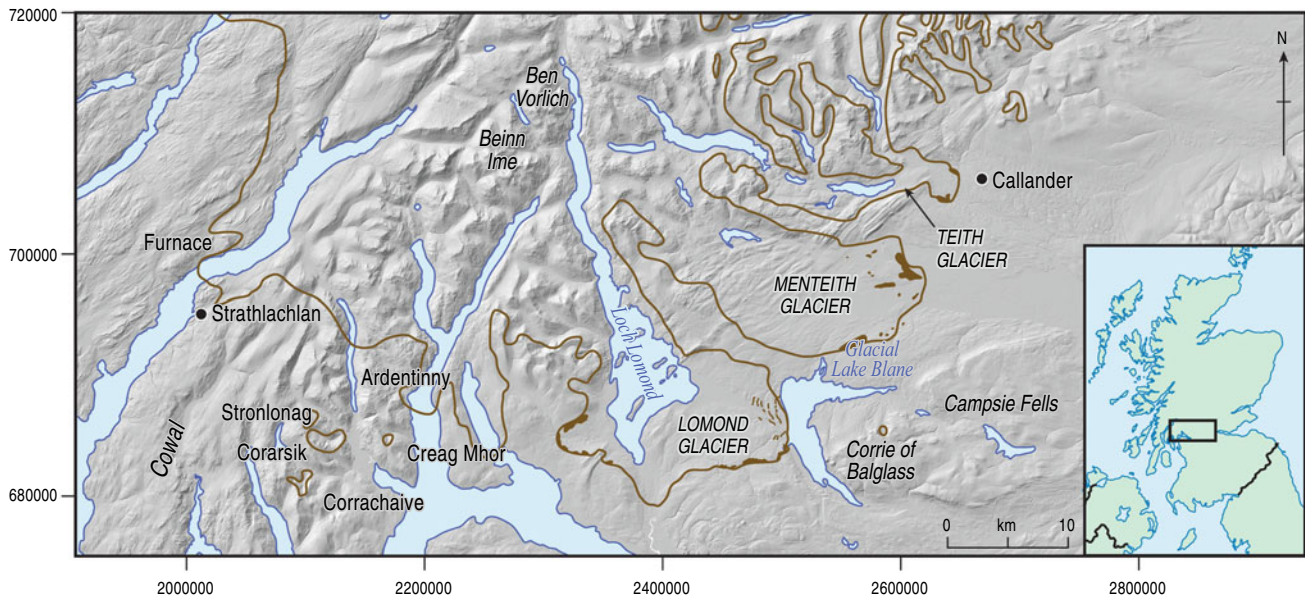 720000
700000
680000
2000000
2200000
2400000
2600000
2800000
N
Ben
Vorlich
Beinn
Ime
Callander
TEITH
GLACIER
Furnace
MENTEITH
GLACIER
Strathlachlan
Loch Lomond
Glacial
Lake Blane
Ardentinny
Stronlonag
Campsie Fells
Cowal
Corarsik
Creag Mhor
LOMOND
GLACIER
Corrie of
Balglass
Corrachaive
0 km 10